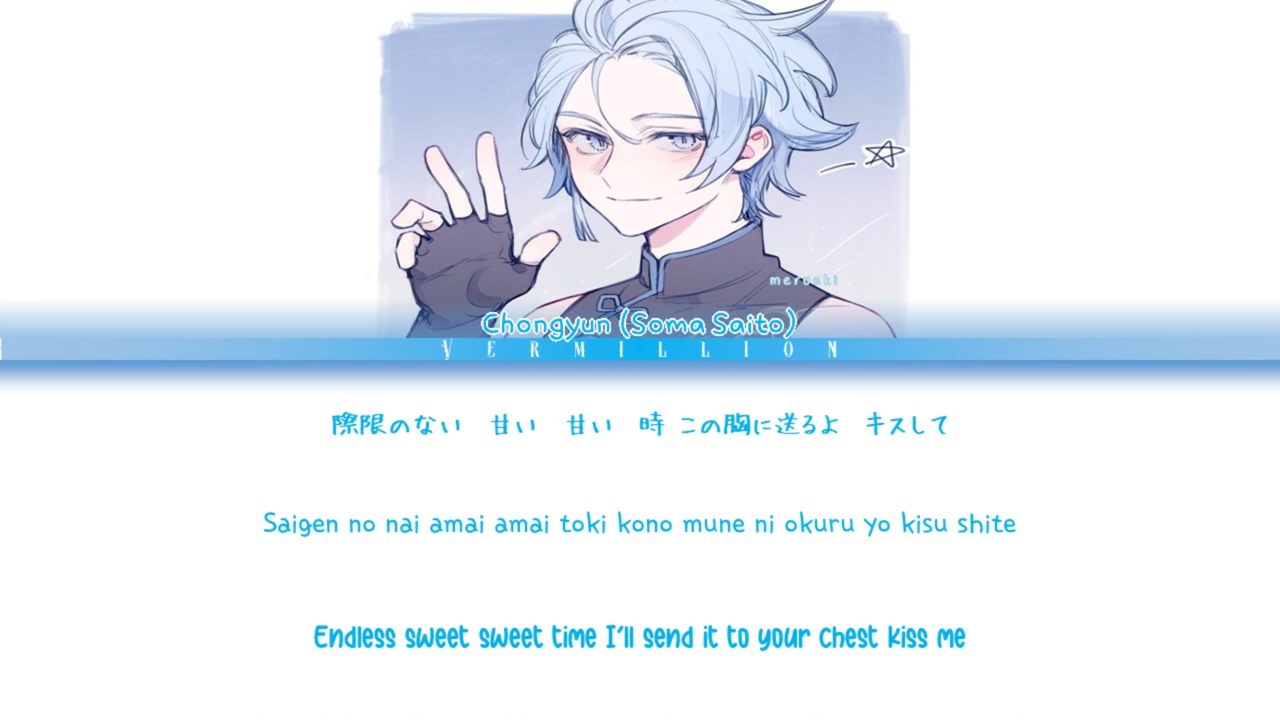 meroaki
Chongyun (Soma Saito)
VERMILLION
際限のない 甘い 甘い 時 この胸に送るよ キスして
Saigen no nai amai amai toki kono mune ni okuru yo kisu shite
Endless sweet sweet time I'll send it to your chest kiss me